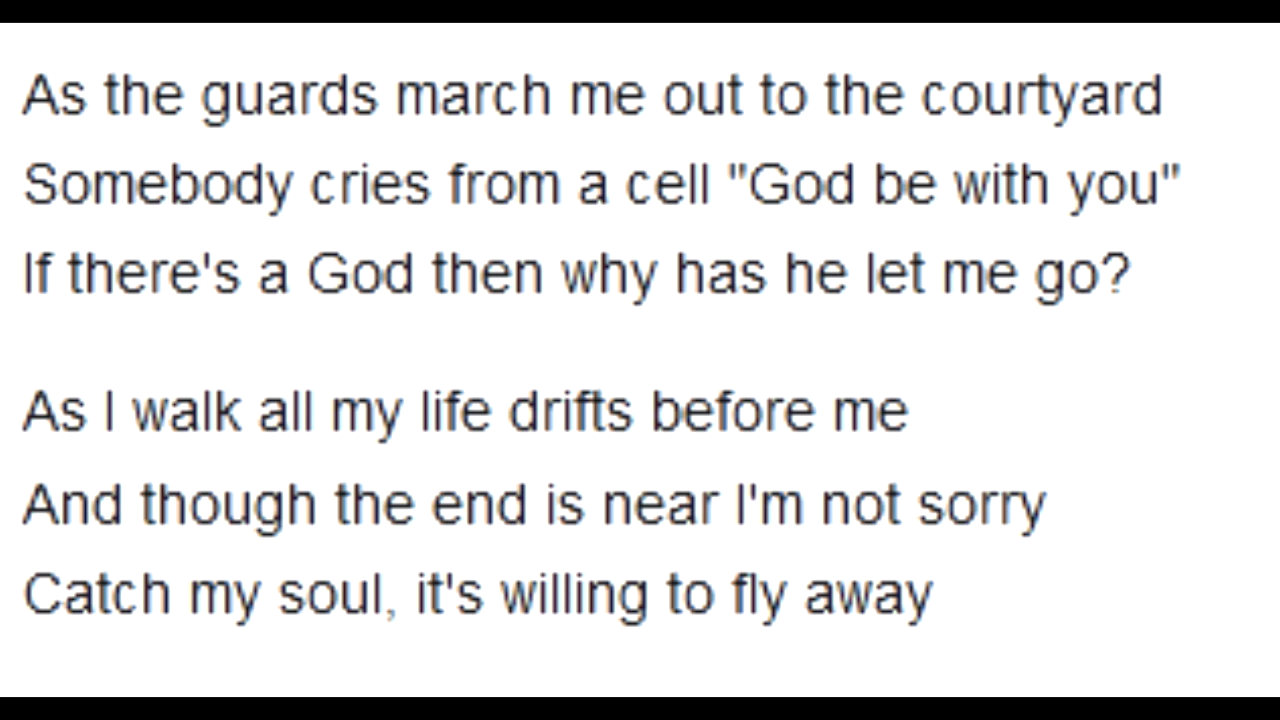 As the guards march me out to the courtyard
Somebody cries from a cell "God be with you"
If there's a God then why has he let me go?
As I walk all my life drifts before me
And though the end is near I'm not sorry
Catch my soul, it's willing to fly away